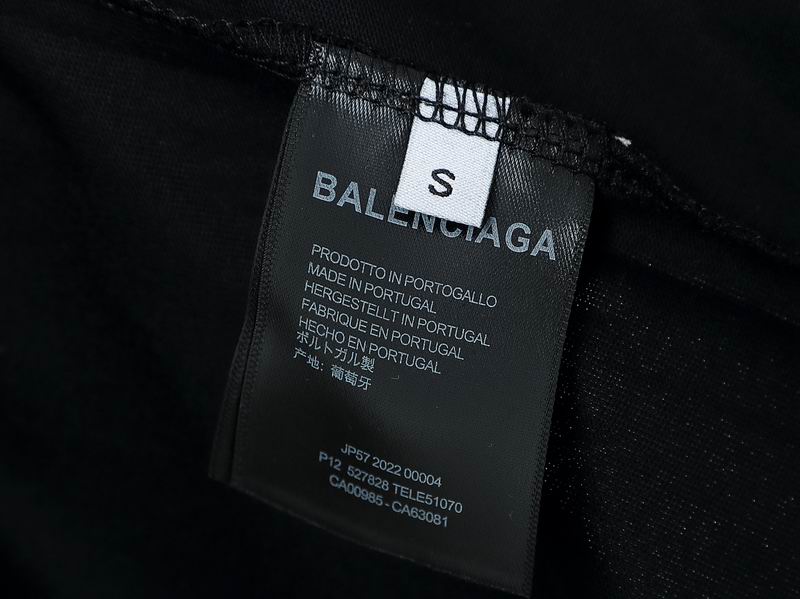 S
BALENCIAGA
PRODOTTO IN PORTOGALLO
MADE IN PORTUGAL
HERGESTELLT IN PORTUGAL
FABRIQUE EN PORTUGAL
HECHO EN PORTUGAL
ポルトガル製
产地: 葡萄牙
JP57 2022 00004
P12 527828 TELE51070
CA00985 - CA63081